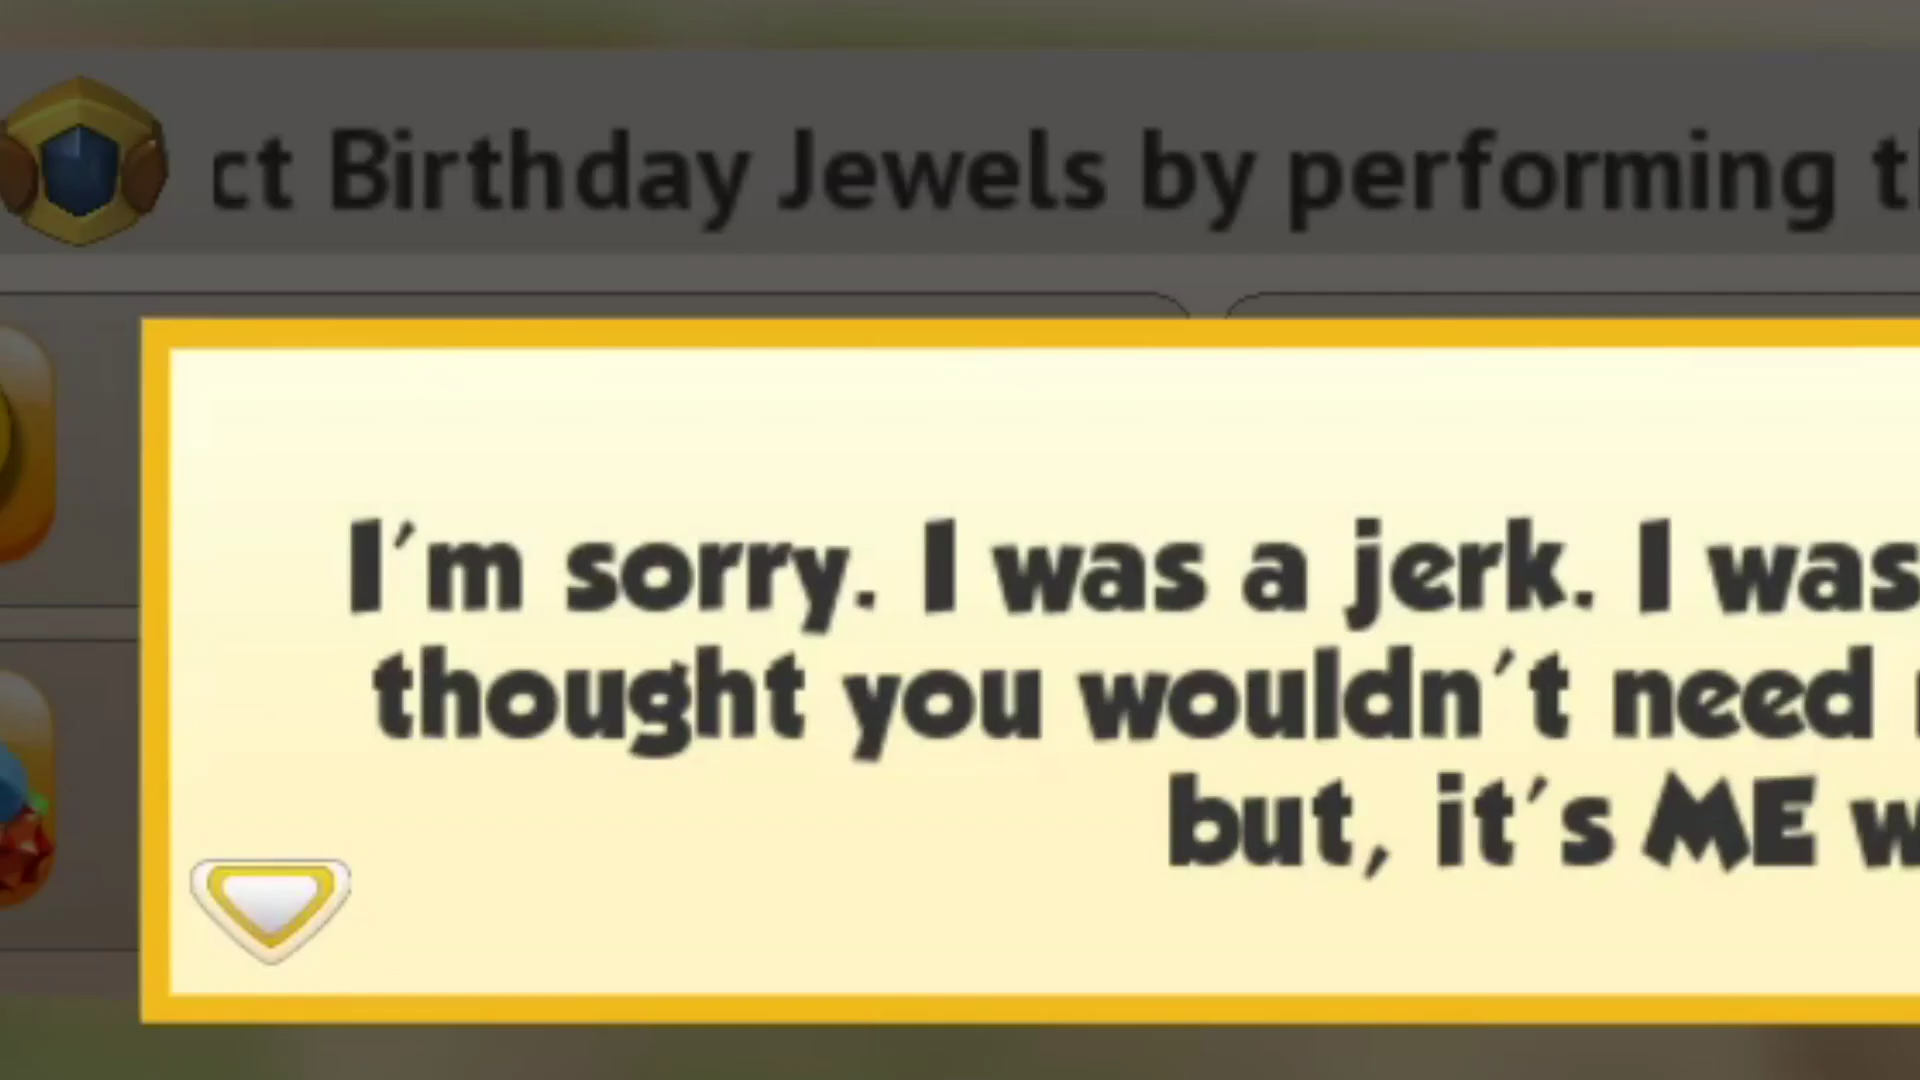 ct Birthday Jewels by performing
I'm sorry. I was a jerk. I was
thought you wouldn't need
but, it's ME